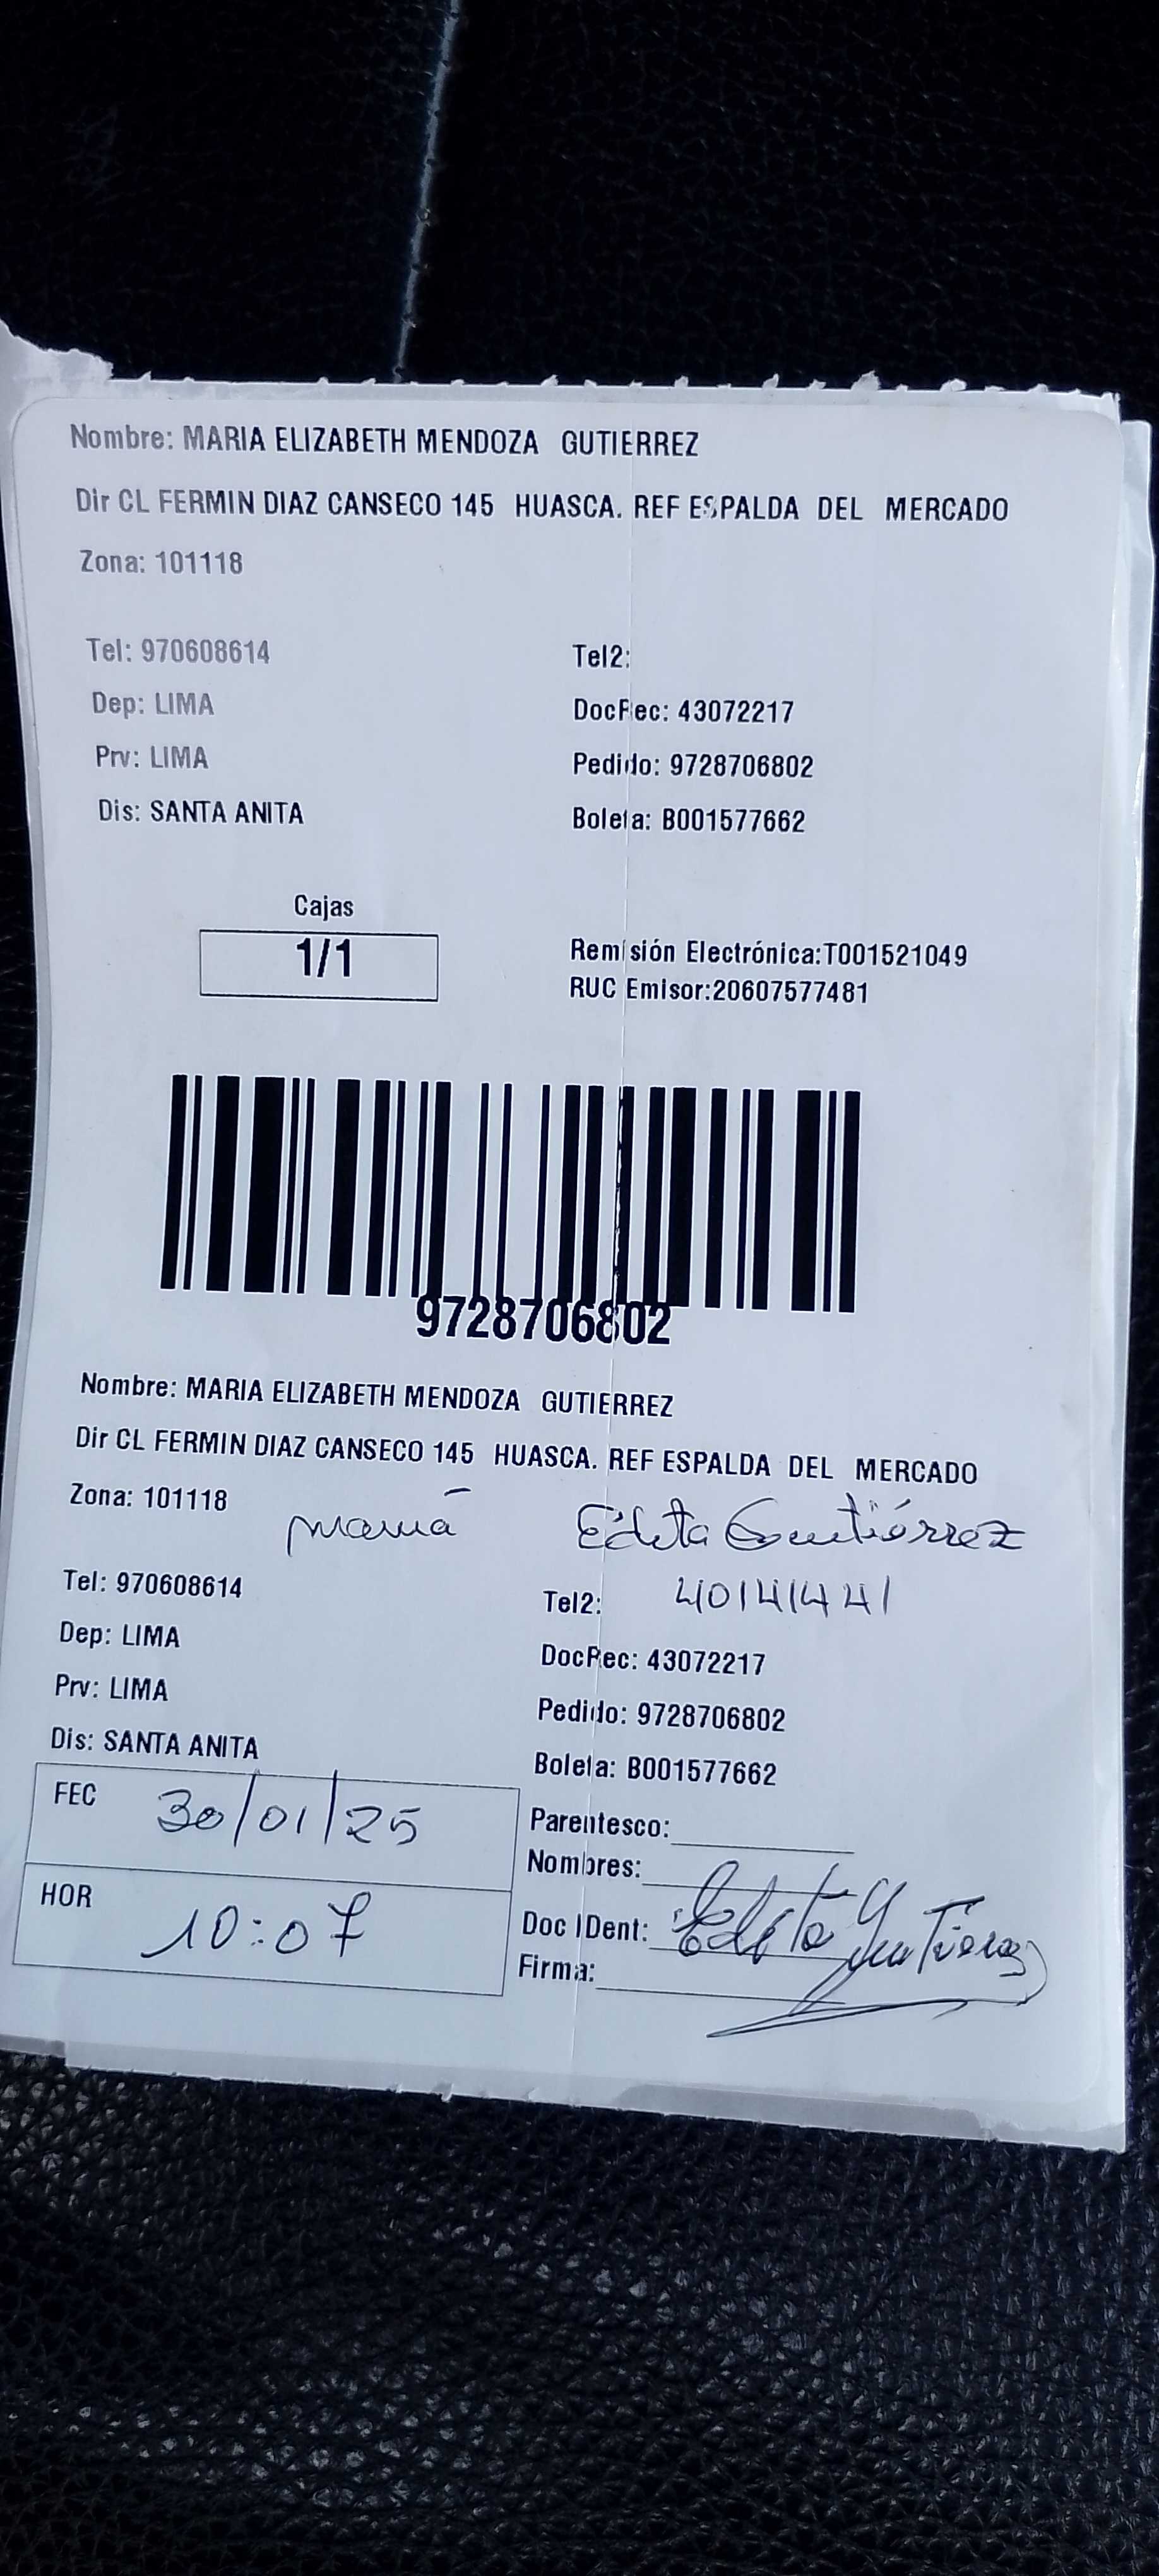 Nombre: MARIA ELIZABETH MENDOZA GUTIERREZ
Dir CL FERMIN DIAZ CANSECO 145 HUASCA. REF ESPALDA DEL MERCADO
Zona: 101118
Tel: 970608614 Tel2:
Dep: LIMA DocRec: 43072217
Prv: LIMA Pedido: 9728706802
Dis: SANTA ANITA Boleta: B001577662
Cajas
1/1
Remisión Electrónica:T001521049
RUC Emisor:20607577481
9728706802
Nombre: MARIA ELIZABETH MENDOZA GUTIERREZ
Dir CL FERMIN DIAZ CANSECO 145 HUASCA. REF ESPALDA DEL MERCADO
Zona: 101118 mamá Edita Gutiérrez
Tel: 970608614 Tel2: 40141441
Dep: LIMA DocRec: 43072217
Prv: LIMA Pedido: 9728706802
Dis: SANTA ANITA Boleta: B001577662
FEC 30/01/25 Parentesco:
Nombres:
HOR 10:07 Doc IDent: Edita Gutierrez
Firma: